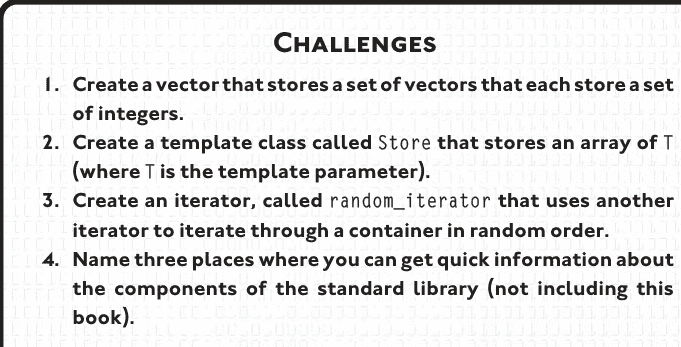 CHALLENGES
1. Create a vector that stores a set of vectors that each store a set
of integers.
2. Create a template class called Store that stores an array of T
(where T is the template parameter).
3. Create an iterator, called random_iterator that uses another
iterator to iterate through a container in random order.
4. Name three places where you can get quick information about
the components of the standard library (not including this
book).